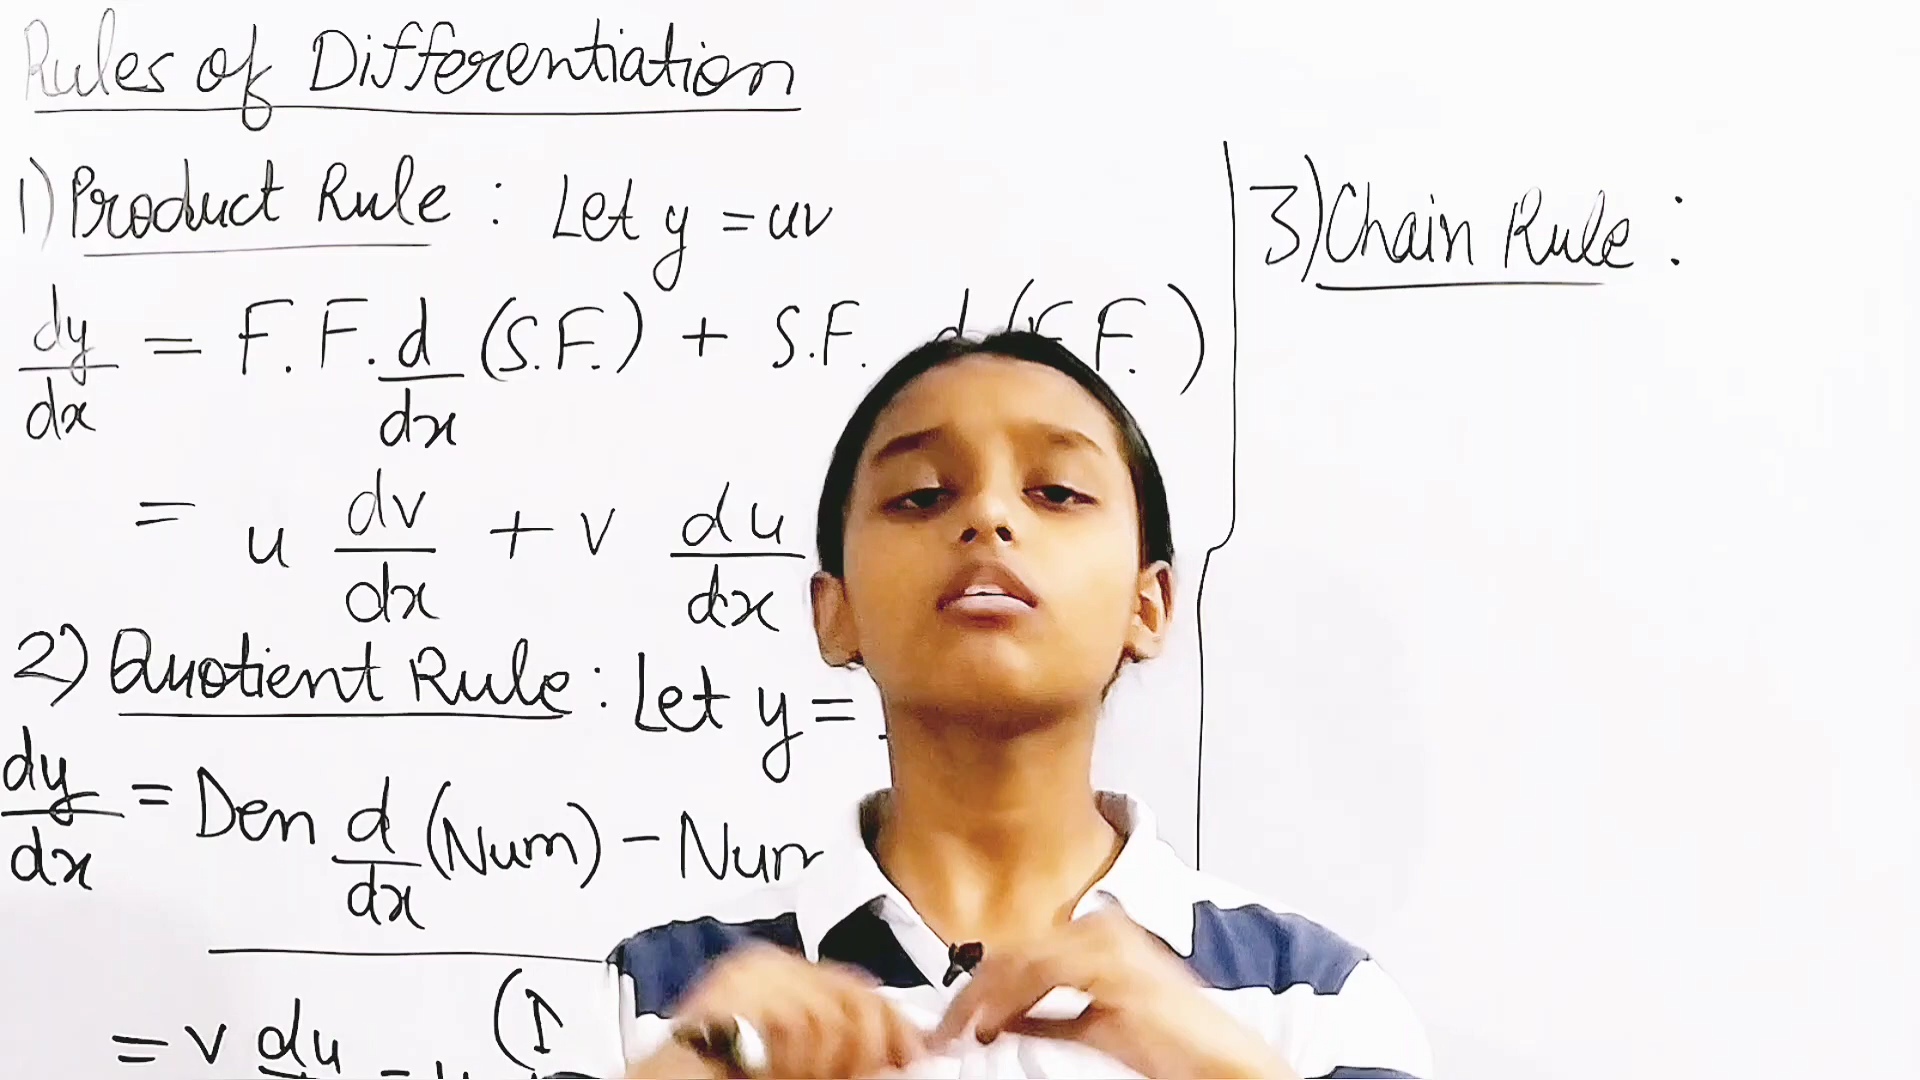 Rules of Differentiation
1) Product Rule : Let y = uv
dy/dx = F.F. d/dx (S.F.) + S.F. F.)
= u dv/dx + v du/dx
2) Quotient Rule : Let y =
dy/dx = Den d/dx (Num) -
= v du
3) Chain Rule :